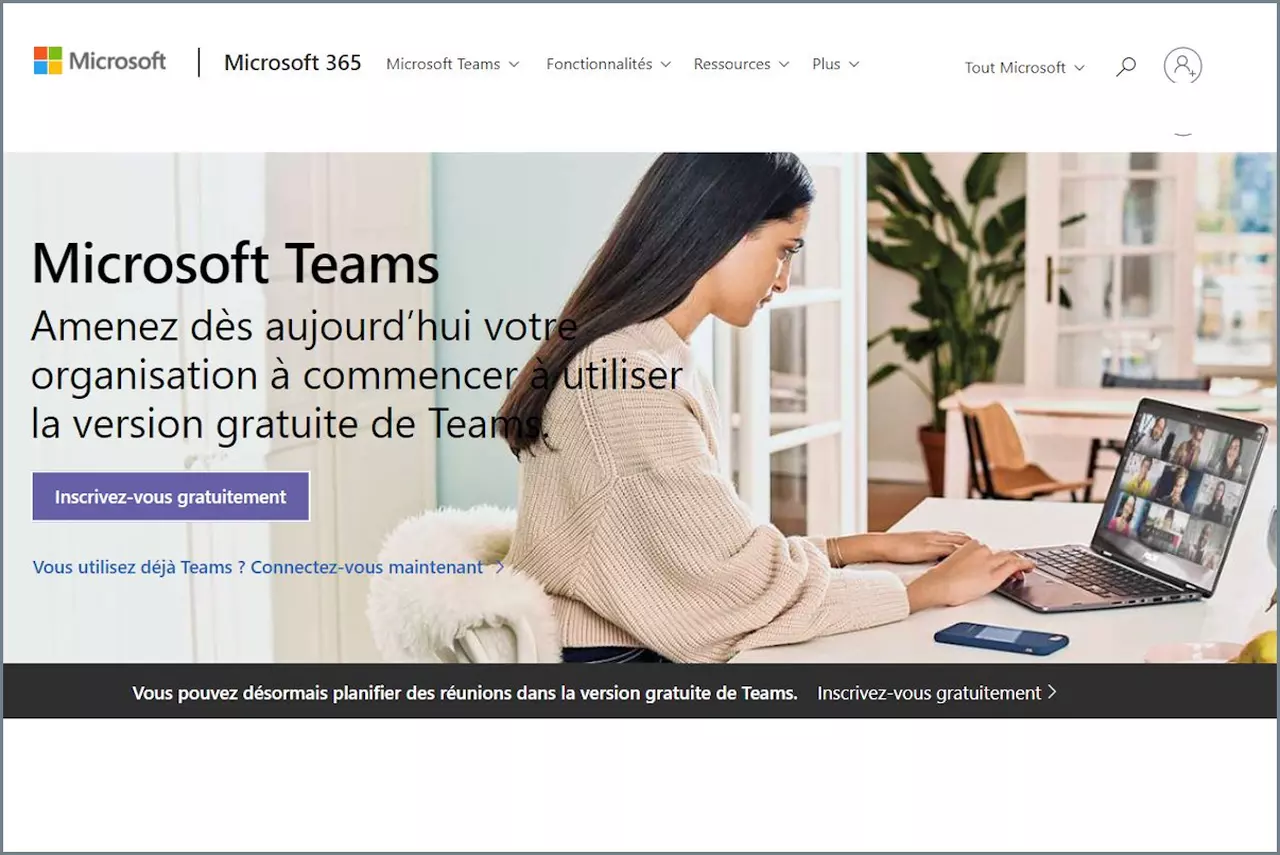 Microsoft
Microsoft 365
Microsoft Teams
Fonctionnalités
Ressources
Plus
Tout Microsoft
Microsoft Teams
Amenez dès aujourd’hui votre
organisation à commencer à utiliser
la version gratuite de Teams.
Inscrivez-vous gratuitement
Vous utilisez déjà Teams ? Connectez-vous maintenant
Vous pouvez désormais planifier des réunions dans la version gratuite de Teams. Inscrivez-vous gratuitement